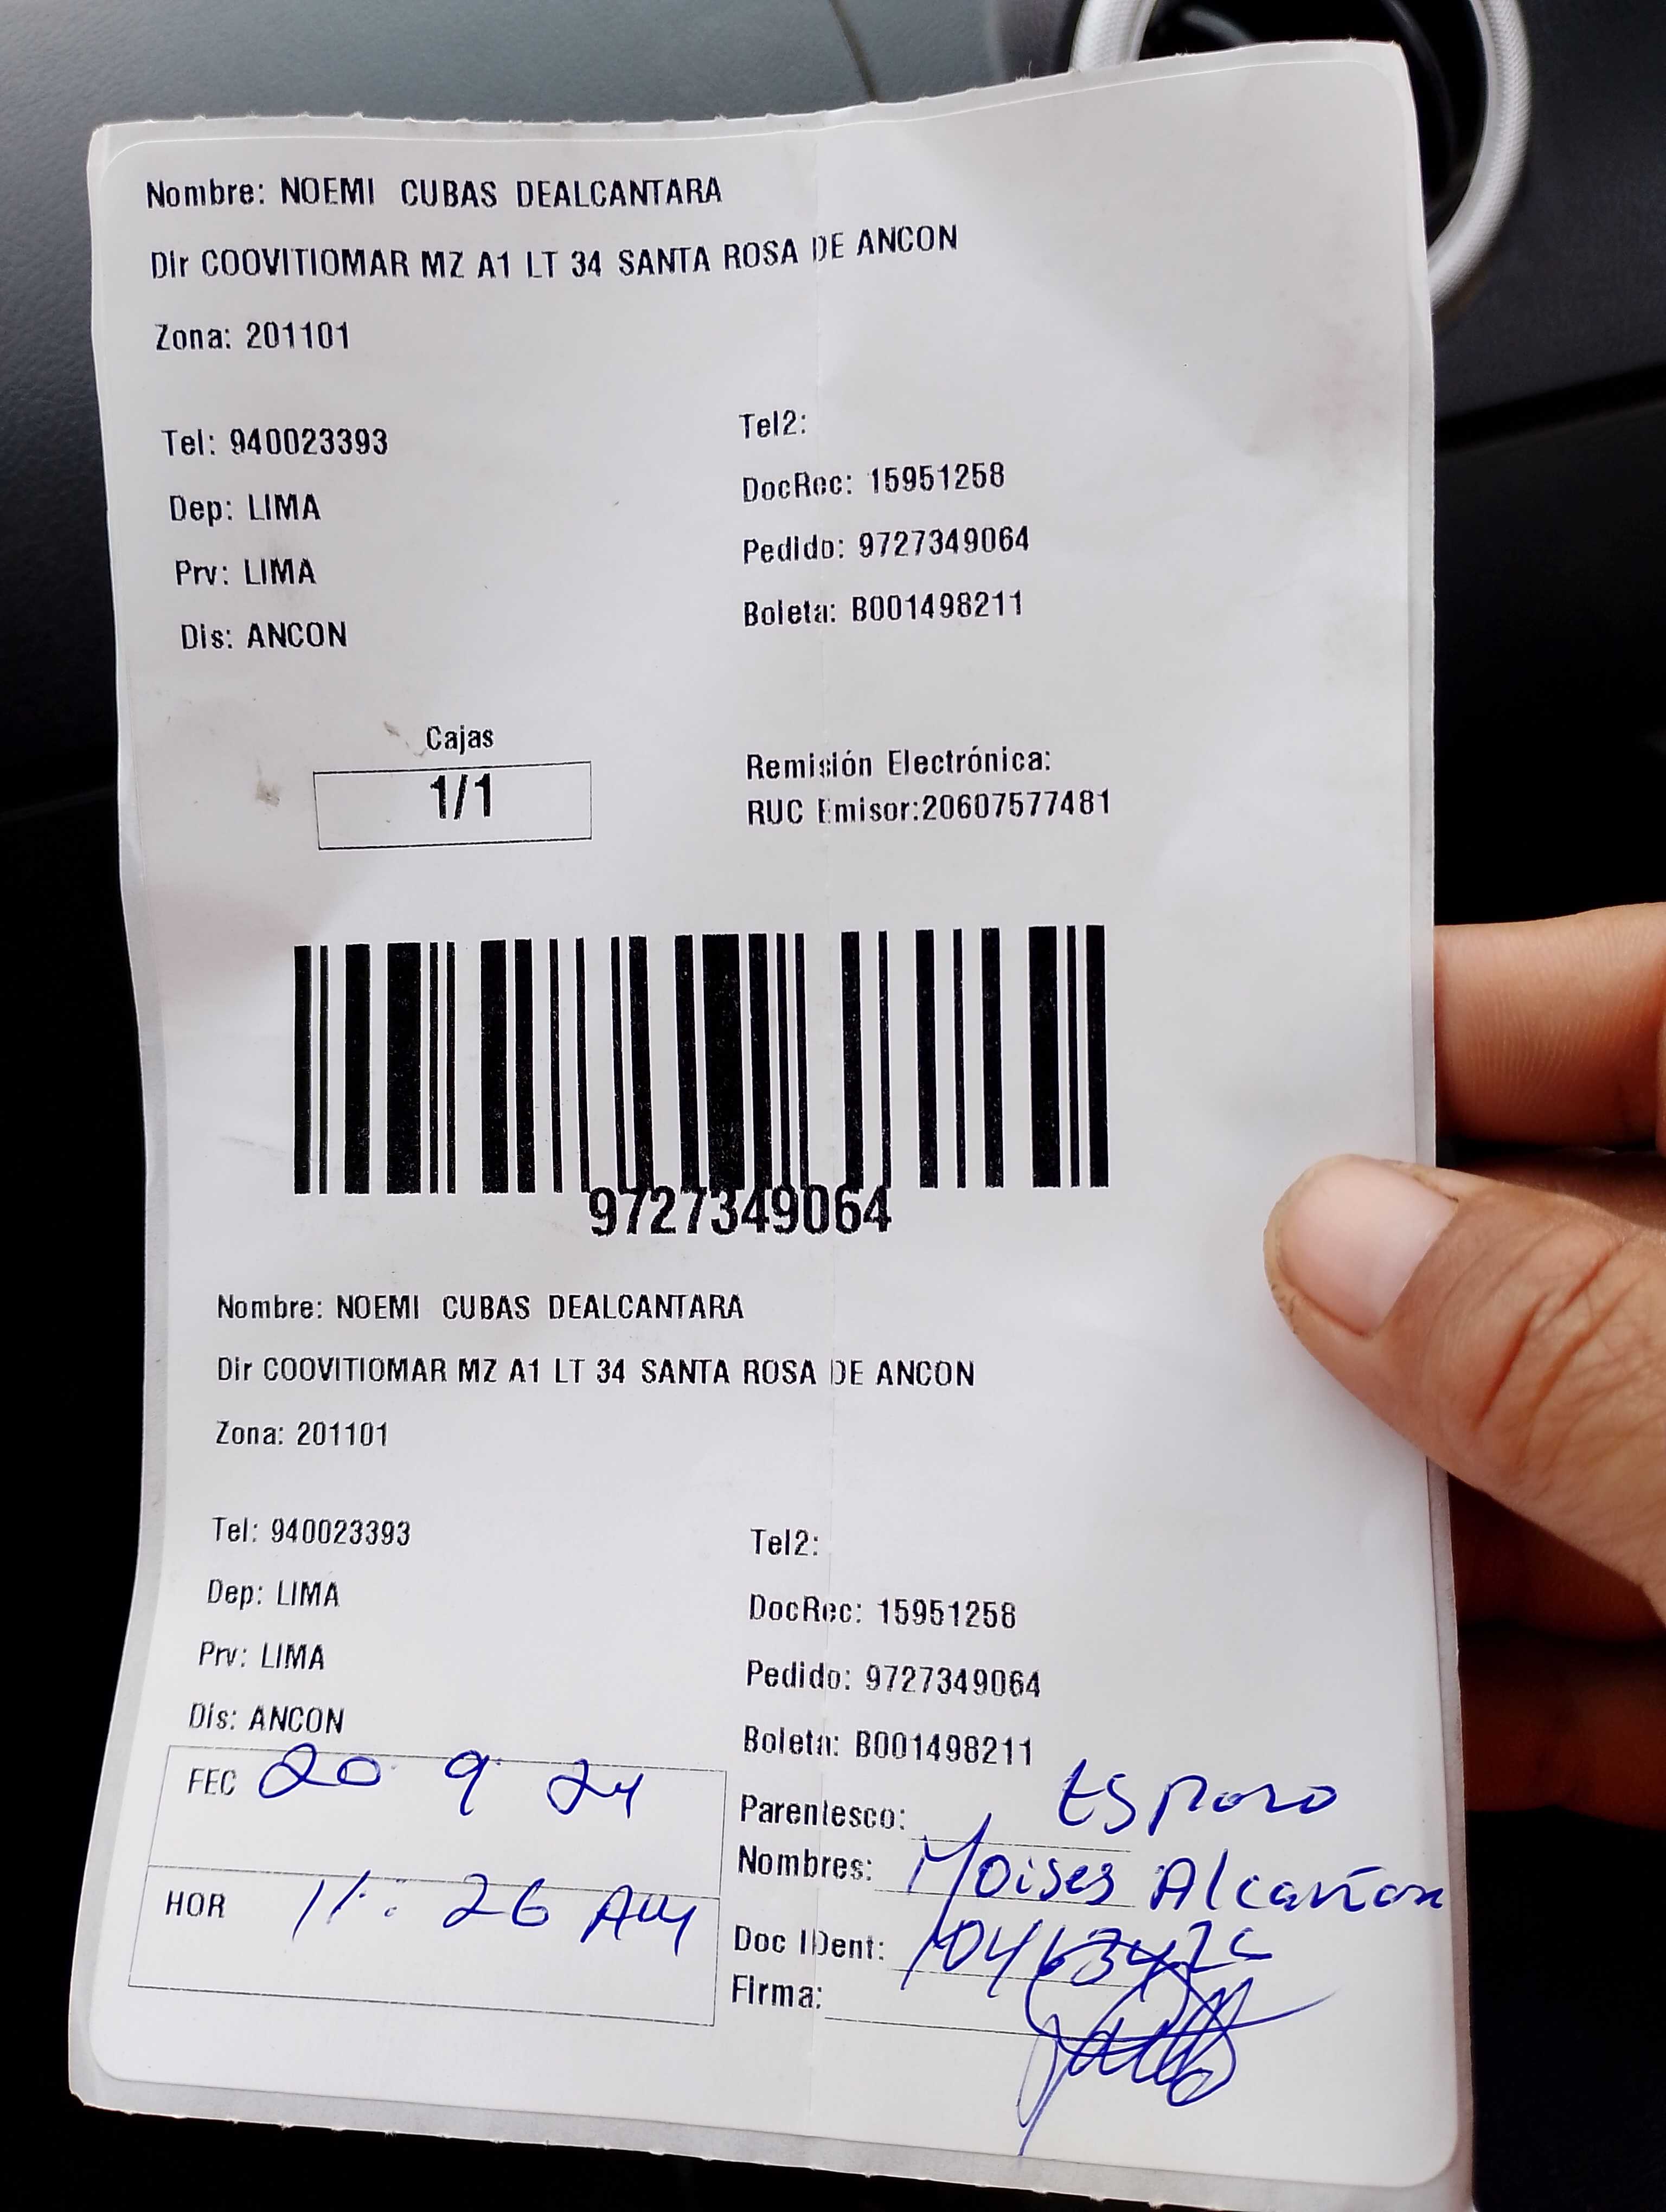 Nombre: NOEMI CUBAS DEALCANTARA
Dir COOVITIOMAR MZ A1 LT 34 SANTA ROSA DE ANCON
Zona: 201101
Tel: 940023393
Tel2:
Dep: LIMA
DocRec: 15951258
Prv: LIMA
Pedido: 9727349064
Dis: ANCON
Boleta: B001498211
Cajas
1/1
Remisión Electrónica:
RUC Emisor:20607577481
9727349064
Nombre: NOEMI CUBAS DEALCANTARA
Dir COOVITIOMAR MZ A1 LT 34 SANTA ROSA DE ANCON
Zona: 201101
Tel: 940023393
Tel2:
Dep: LIMA
DocRec: 15951258
Prv: LIMA
Pedido: 9727349064
Dis: ANCON
Boleta: B001498211
FEC 20 9 24
Parentesco: Esposo
Nombres: Moises
HOR 11:26 AM
Doc IDent:
Firma: